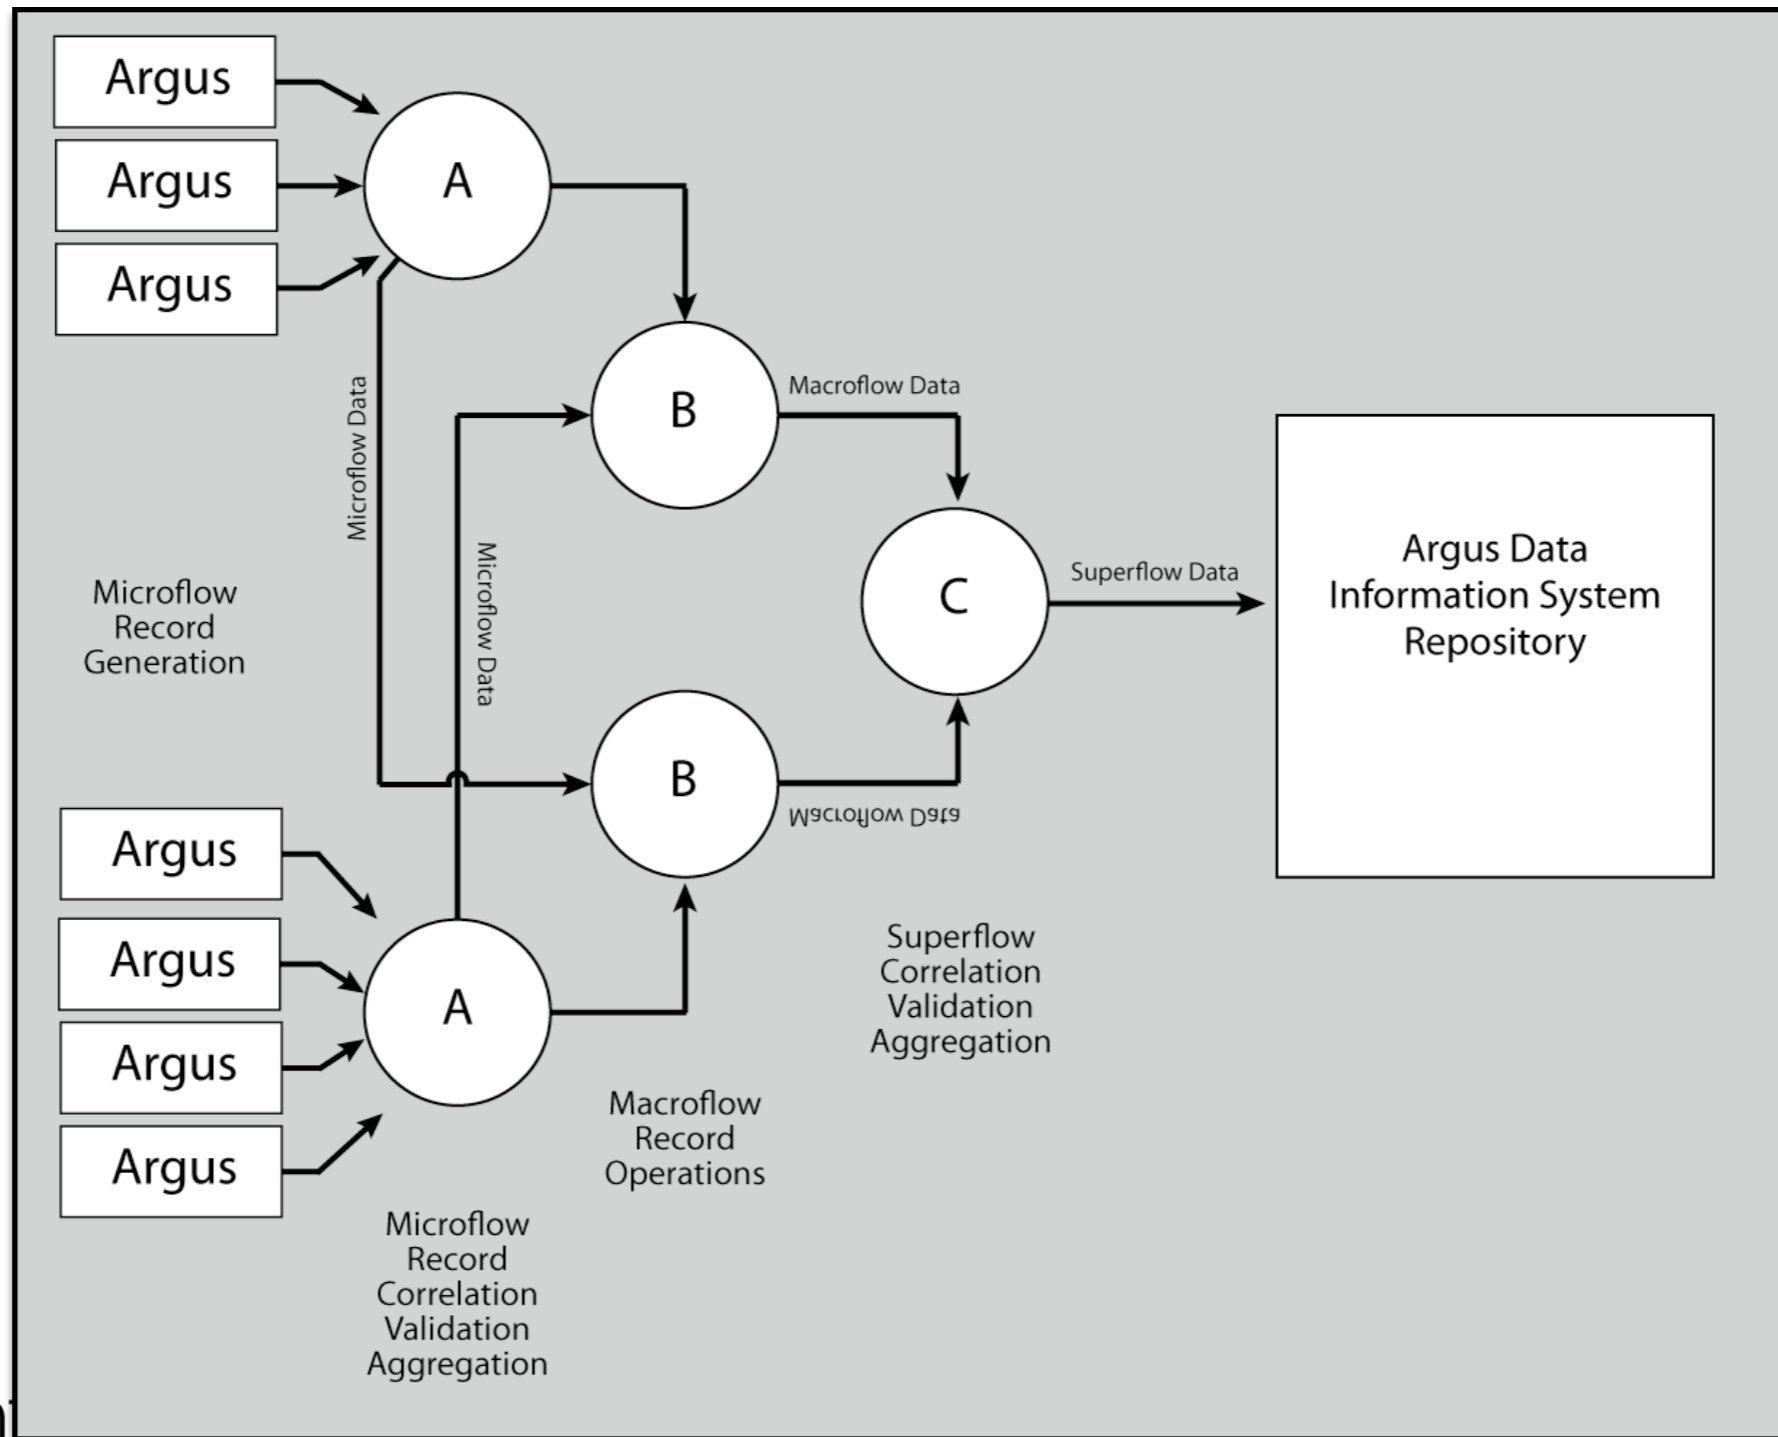 Argus
Argus
Argus
A
Microflow Data
B
Macroflow Data
Microflow Data
Microflow
Record
Generation
C
Superflow Data
Argus Data
Information System
Repository
B
Macroflow Data
Argus
Argus
Argus
Argus
A
Superflow
Correlation
Validation
Aggregation
Macroflow
Record
Operations
Microflow
Record
Correlation
Validation
Aggregation